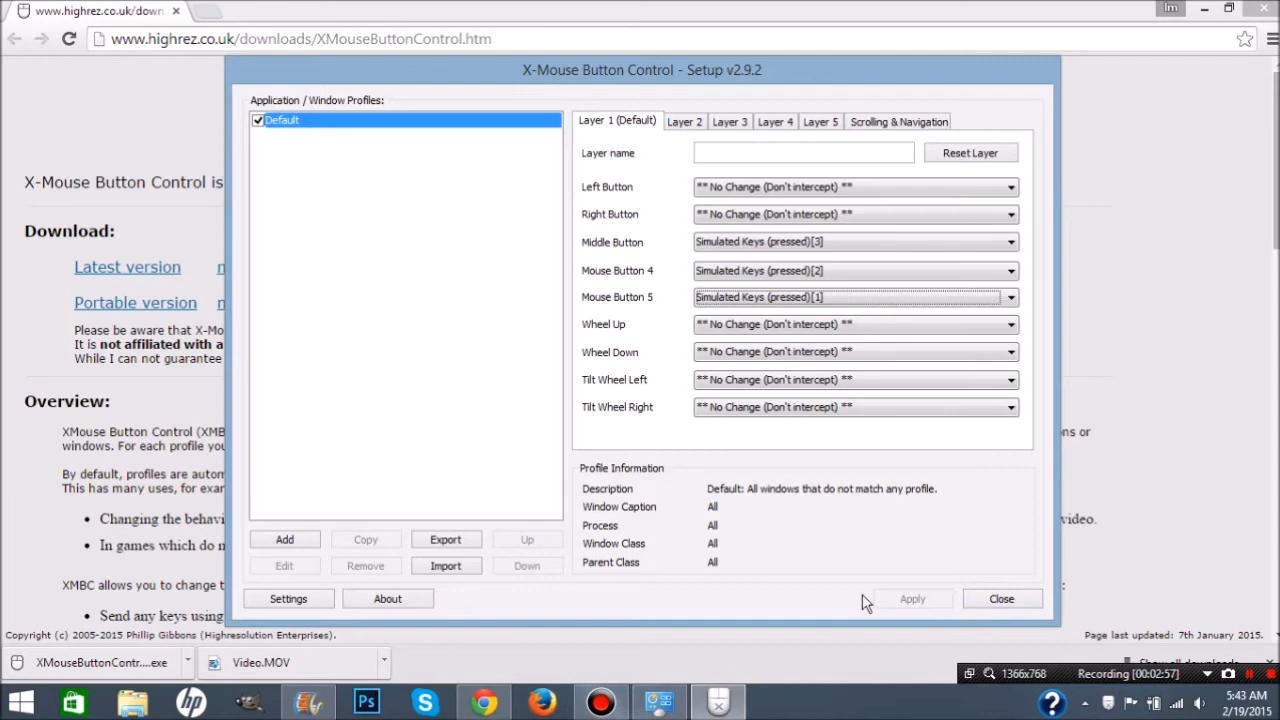 www.highrez.co.uk/down
Im
www.highrez.co.uk/downloads/XMouseButtonControl.htm
X-Mouse Button Control - Setup v2.9.2
Application / Window Profiles:
Default
Layer 1 (Default)
Layer 2
Layer 3
Layer 4
Layer 5
Scrolling & Navigation
Layer name
Reset Layer
Left Button
** No Change (Don't intercept) **
Right Button
** No Change (Don't intercept) **
Middle Button
Simulated Keys (pressed)[3]
Mouse Button 4
Simulated Keys (pressed)[2]
Mouse Button 5
Simulated Keys (pressed)[1]
Wheel Up
** No Change (Don't intercept) **
Wheel Down
** No Change (Don't intercept) **
Tilt Wheel Left
** No Change (Don't intercept) **
Tilt Wheel Right
** No Change (Don't intercept) **
Profile Information
Description
Default: All windows that do not match any profile.
Window Caption
All
Process
All
Window Class
All
Parent Class
All
Add
Copy
Export
Up
Edit
Remove
Import
Down
Settings
About
Apply
Close
X-Mouse Button Control is
Download:
Latest version
Portable version
Please be aware that X-Mo
It is not affiliated with a
While I can not guarantee
Overview:
XMouse Button Control (XMB
ons or
windows. For each profile you
By default, profiles are autom
This has many uses, for exam
Changing the behavi
video.
In games which do n
XMBC allows you to change t
Send any keys using
Copyright (c) 2005-2015 Phillip Gibbons (Highresolution Enterprises).
Page last updated: 7th January 2015.
XMouseButtonContr....exe
Video.MOV
Show all downloads
1366x768
Recording [00:02:57]
hp
Ps
5:43 AM
2/19/2015